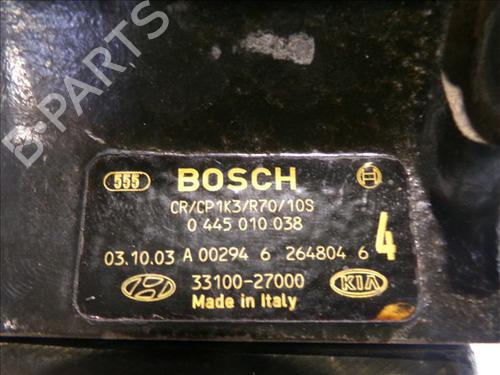 B-PARTS
555 BOSCH
CR/CP1K3/R70/10S
0 445 010 038
03.10.03 A 00294 6 264804 6 4
33100-27000 KIA
Made in Italy